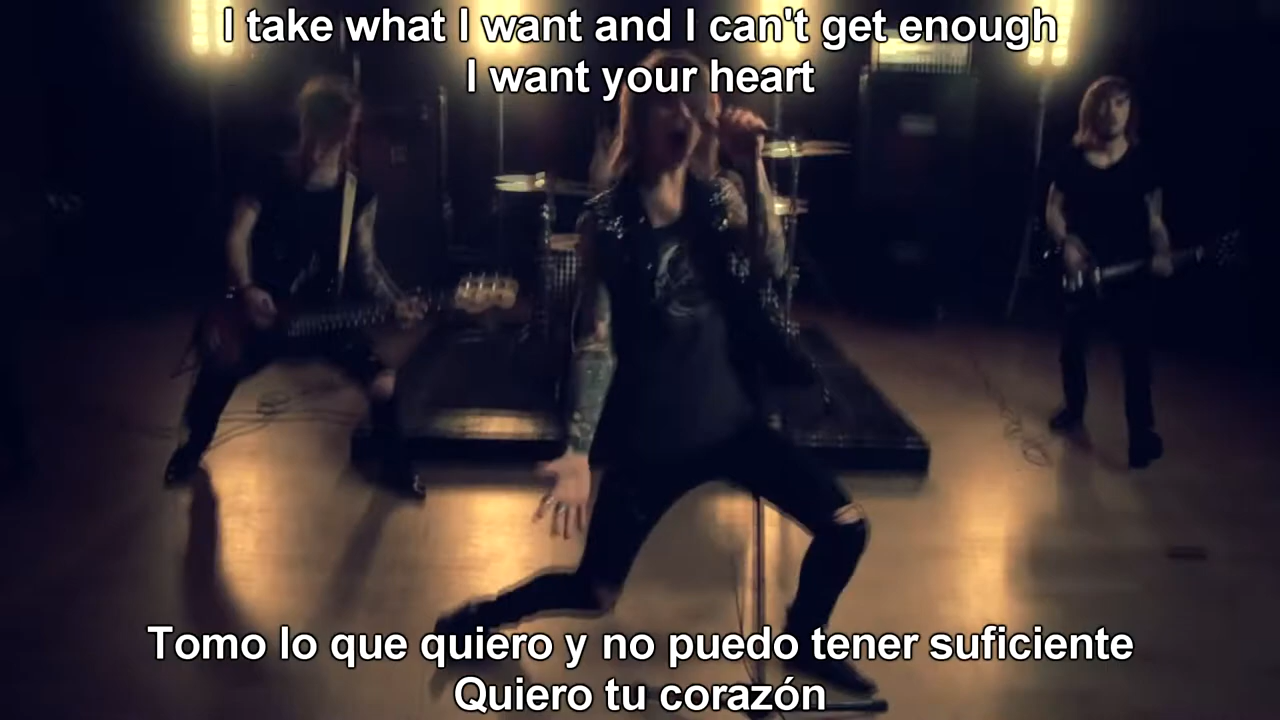 I take what I want and I can't get enough
I want your heart
Tomo lo que quiero y no puedo tener suficiente
Quiero tu corazón